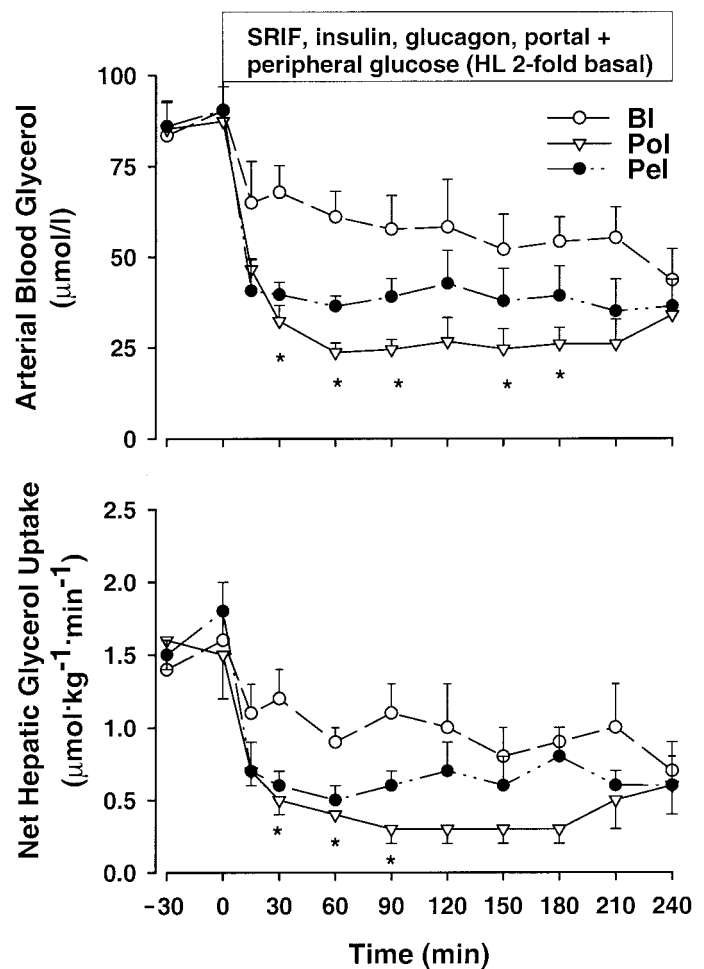 SRIF, insulin, glucagon, portal +
peripheral glucose (HL 2-fold basal)
100
75
50
25
0
Arterial Blood Glycerol
(μmol/l)
BI
PoI
PeI
*
*
*
*
*
2.5
2.0
1.5
1.0
0.5
0.0
Net Hepatic Glycerol Uptake
(μmol·kg⁻¹·min⁻¹)
*
*
*
−30 0 30 60 90 120 150 180 210 240
Time (min)